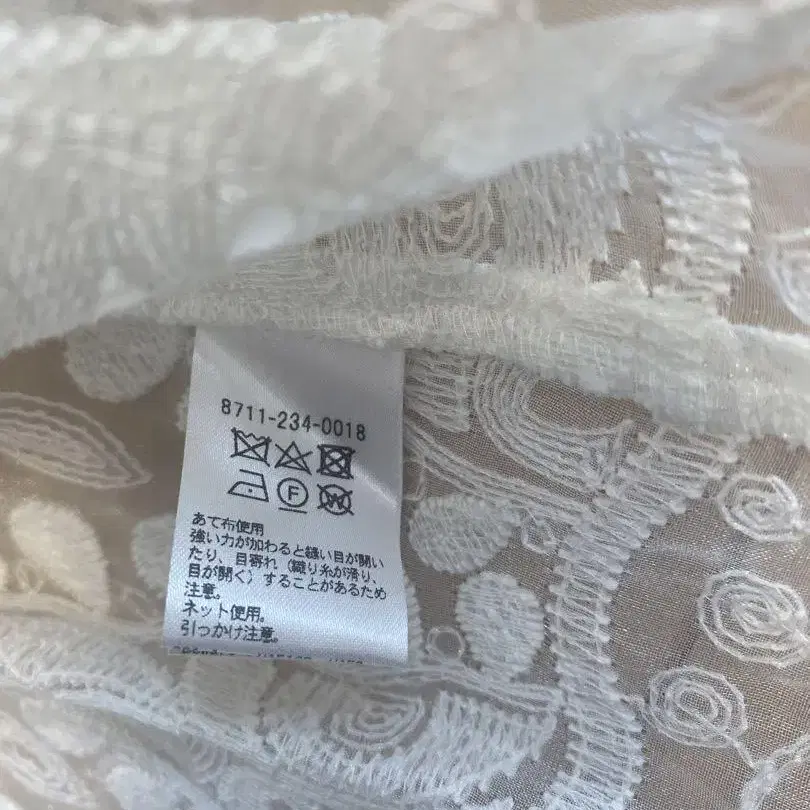 8711-234-0018
F W
あて布使用
強い力が加わると縫い目が開い
たり、目寄れ（織り糸が滑り、
目が開く）することがあるため
注意。
ネット使用。
引っかけ注意。